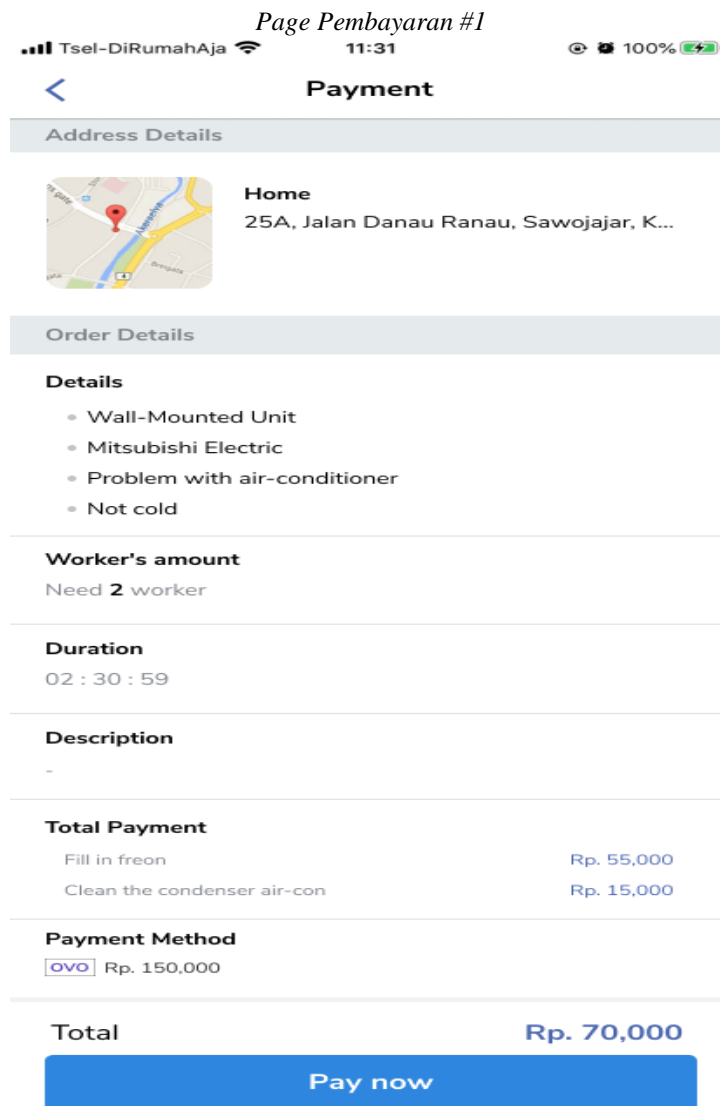 Page Pembayaran #1
Tsel-DiRumahAja 11:31 100%
Payment
Address Details
Home
25A, Jalan Danau Ranau, Sawojajar, K...
Akerselva
4
Order Details
Details
Wall-Mounted Unit
Mitsubishi Electric
Problem with air-conditioner
Not cold
Worker's amount
Need 2 worker
Duration
02 : 30 : 59
Description
-
Total Payment
Fill in freon Rp. 55,000
Clean the condenser air-con Rp. 15,000
Payment Method
OVO Rp. 150,000
Total Rp. 70,000
Pay now